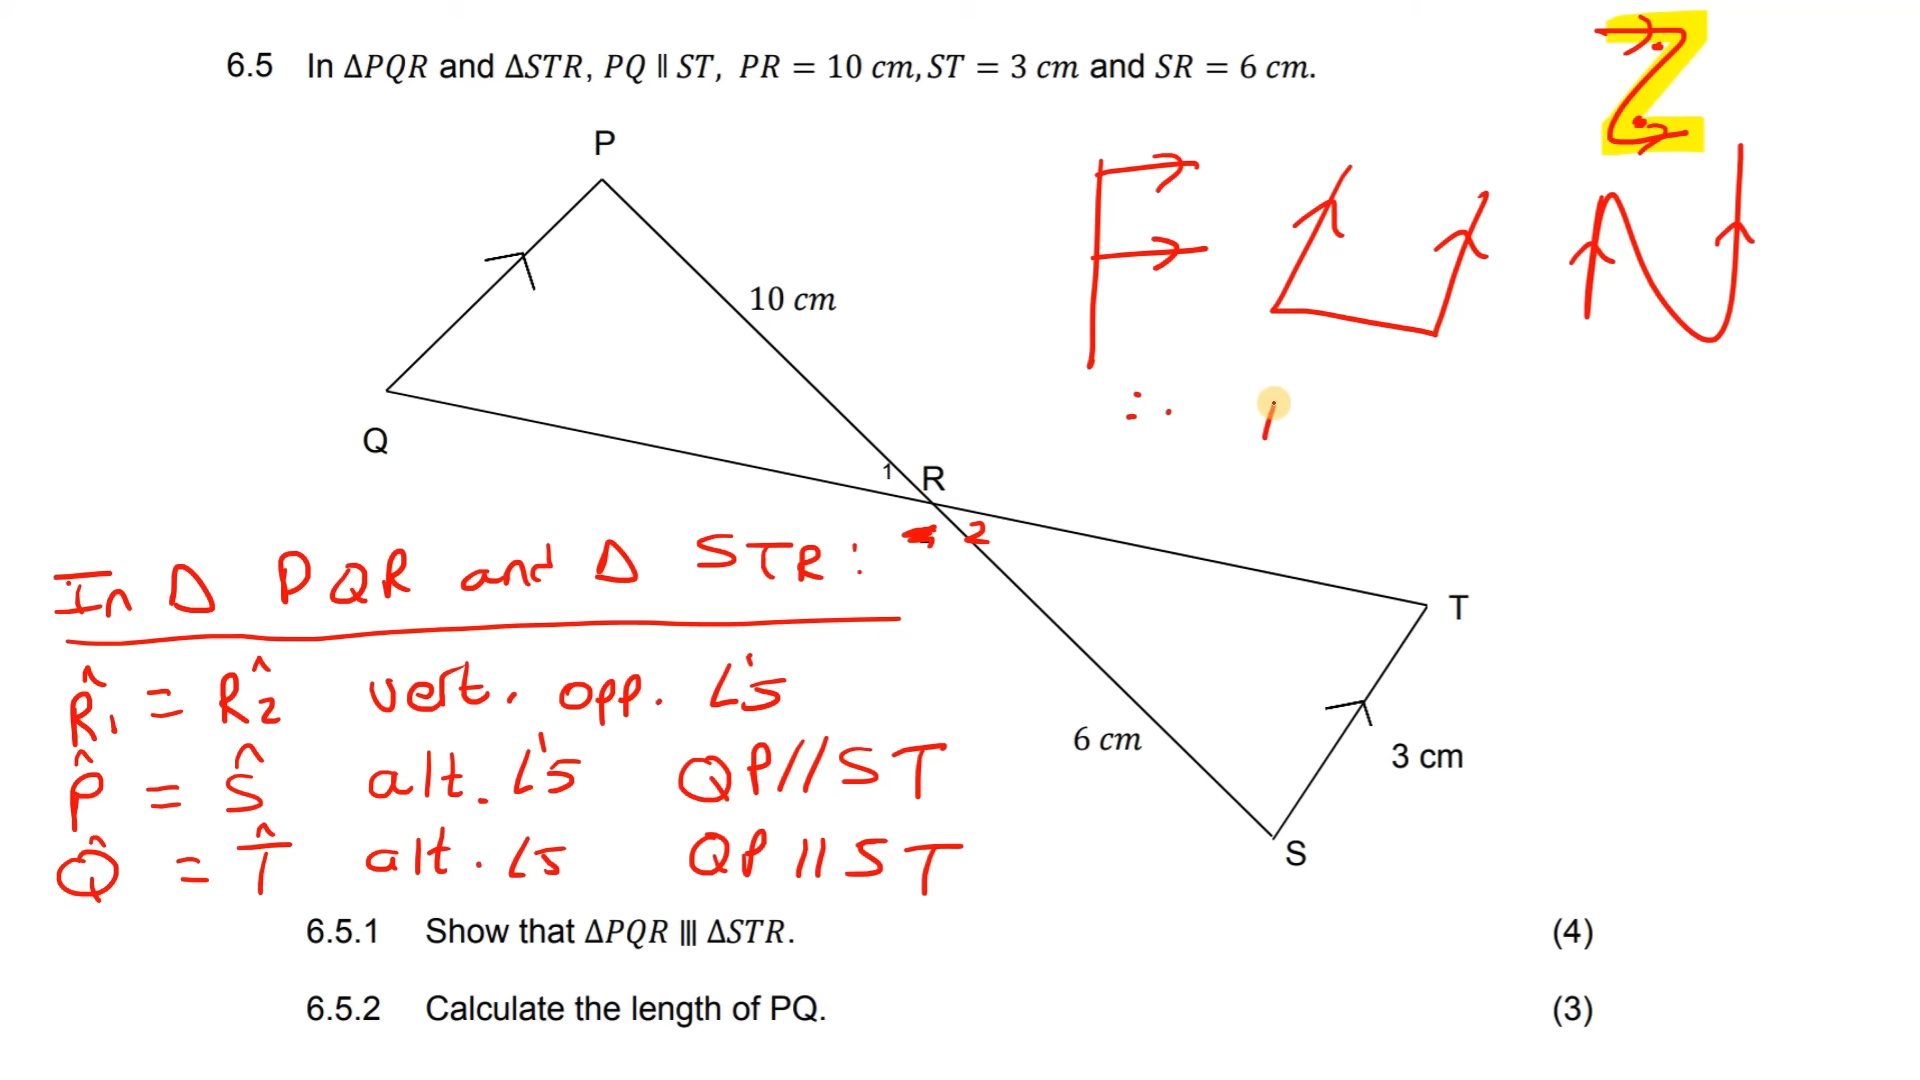 6.5 In ΔPQR and ΔSTR, PQ ∥ ST, PR = 10 cm, ST = 3 cm and SR = 6 cm.
Z
P
F
N
10 cm
∴
Q
1
R
2
In Δ PQR and Δ STR:
T
R̂1 = R̂2 vert. opp. ∠'s
6 cm
3 cm
P̂ = Ŝ alt. ∠'s QP//ST
Q̂ = T̂ alt. ∠s QP//ST
S
6.5.1 Show that ΔPQR ||| ΔSTR. (4)
6.5.2 Calculate the length of PQ. (3)